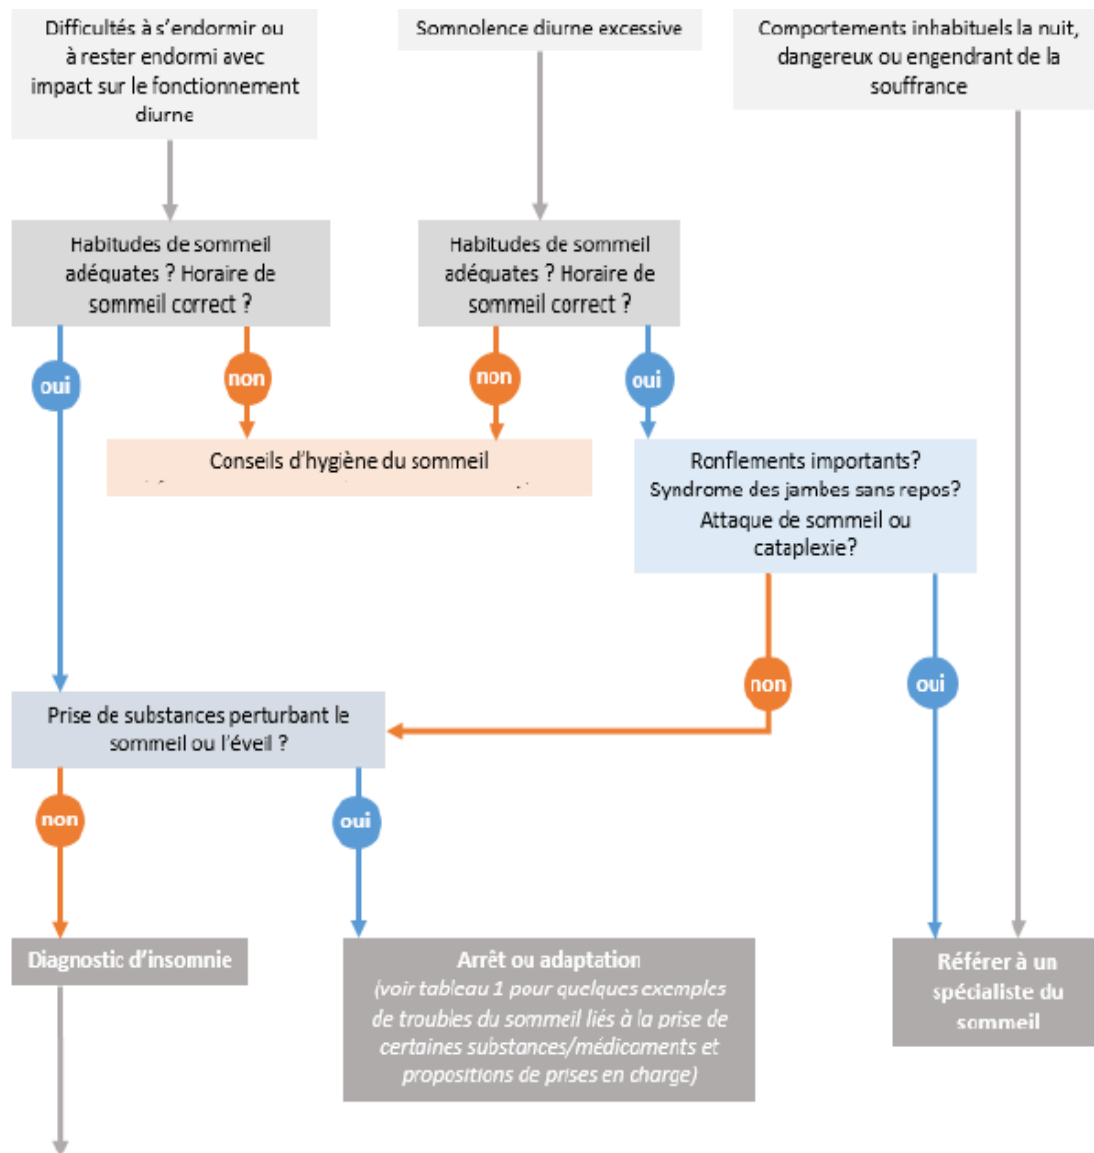 Difficultés à s'endormir ou
à rester endormi avec
impact sur le fonctionnement
diurne
Somnolence diurne excessive
Comportements inhabituels la nuit,
dangereux ou engendrant de la
souffrance
Habitudes de sommeil
adéquates ? Horaire de
sommeil correct ?
Habitudes de sommeil
adéquates ? Horaire de
sommeil correct ?
oui
non
non
oui
Conseils d'hygiène du sommeil
Ronflements importants?
Syndrome des jambes sans repos?
Attaque de sommeil ou
cataplexie?
non
oui
Prise de substances perturbant le
sommeil ou l'éveil ?
non
oui
Diagnostic d'insomnie
Arrêt ou adaptation
(voir tableau 1 pour quelques exemples
de troubles du sommeil liés à la prise de
certaines substances/médicaments et
propositions de prises en charge)
Référer à un
spécialiste du
sommeil